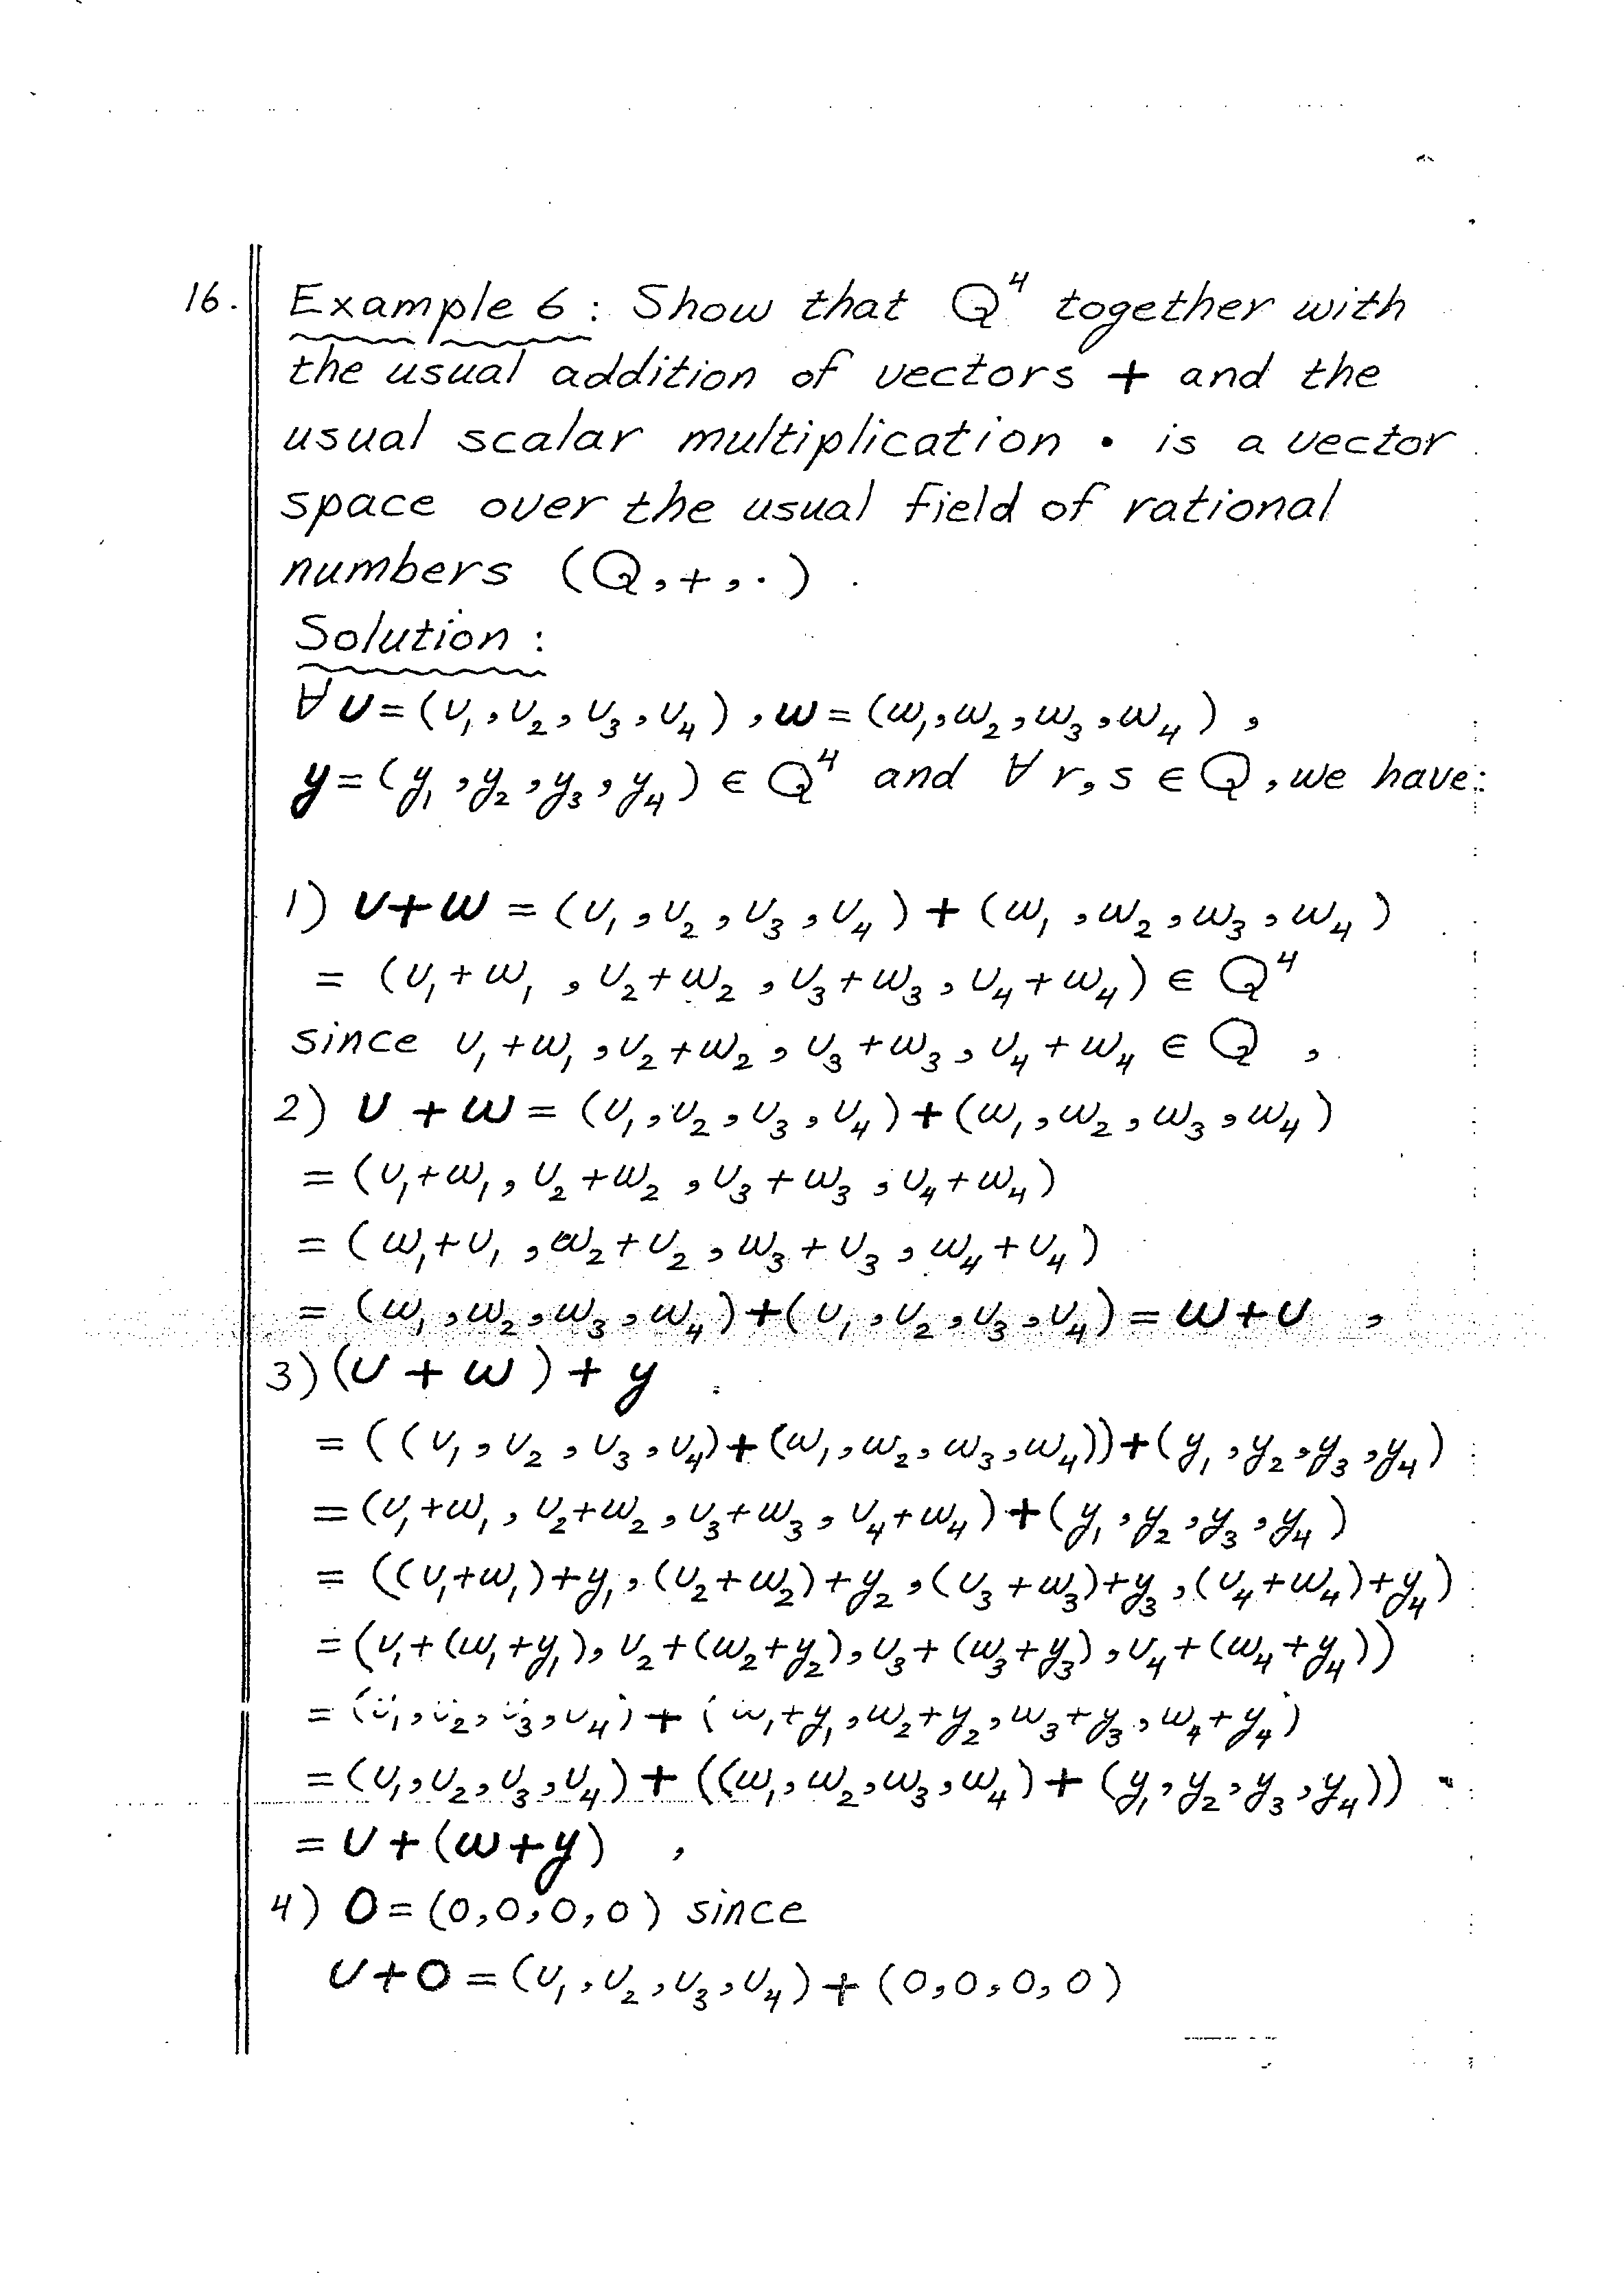 16. Example 6 : Show that Q⁴ together with
the usual addition of vectors + and the
usual scalar multiplication • is a vector
space over the usual field of rational
numbers (Q,+,·) .
Solution :
∀ v=(v₁,v₂,v₃,v₄) ,w=(w₁,w₂,w₃,w₄) ,
y=(y₁,y₂,y₃,y₄) ∈ Q⁴ and ∀ r,s ∈ Q ,we have:
1) v+w = (v₁,v₂,v₃,v₄)+(w₁,w₂,w₃,w₄)
= (v₁+w₁ , v₂+w₂ , v₃+w₃ , v₄+w₄) ∈ Q⁴
since v₁+w₁ ,v₂+w₂ , v₃+w₃ , v₄+w₄ ∈ Q ,
2) v + w = (v₁,v₂,v₃,v₄)+(w₁,w₂,w₃,w₄)
= (v₁+w₁ , v₂+w₂ , v₃+w₃ , v₄+w₄)
= (w₁+v₁ , w₂+v₂ , w₃+v₃ , w₄+v₄)
= (w₁,w₂,w₃,w₄)+(v₁,v₂,v₃,v₄) = w+v ,
3) (v + w) + y
= ((v₁,v₂,v₃,v₄)+(w₁,w₂,w₃,w₄))+(y₁,y₂,y₃,y₄)
= (v₁+w₁ , v₂+w₂ , v₃+w₃ , v₄+w₄)+(y₁,y₂,y₃,y₄)
= ((v₁+w₁)+y₁ , (v₂+w₂)+y₂ , (v₃+w₃)+y₃ , (v₄+w₄)+y₄)
= (v₁+(w₁+y₁), v₂+(w₂+y₂), v₃+(w₃+y₃) , v₄+(w₄+y₄))
= (v₁,v₂,v₃,v₄)+(w₁+y₁,w₂+y₂,w₃+y₃,w₄+y₄)
= (v₁,v₂,v₃,v₄)+((w₁,w₂,w₃,w₄)+(y₁,y₂,y₃,y₄))
= v+(w+y) ,
4) 0=(0,0,0,0) since
v+0=(v₁,v₂,v₃,v₄)+(0,0,0,0)